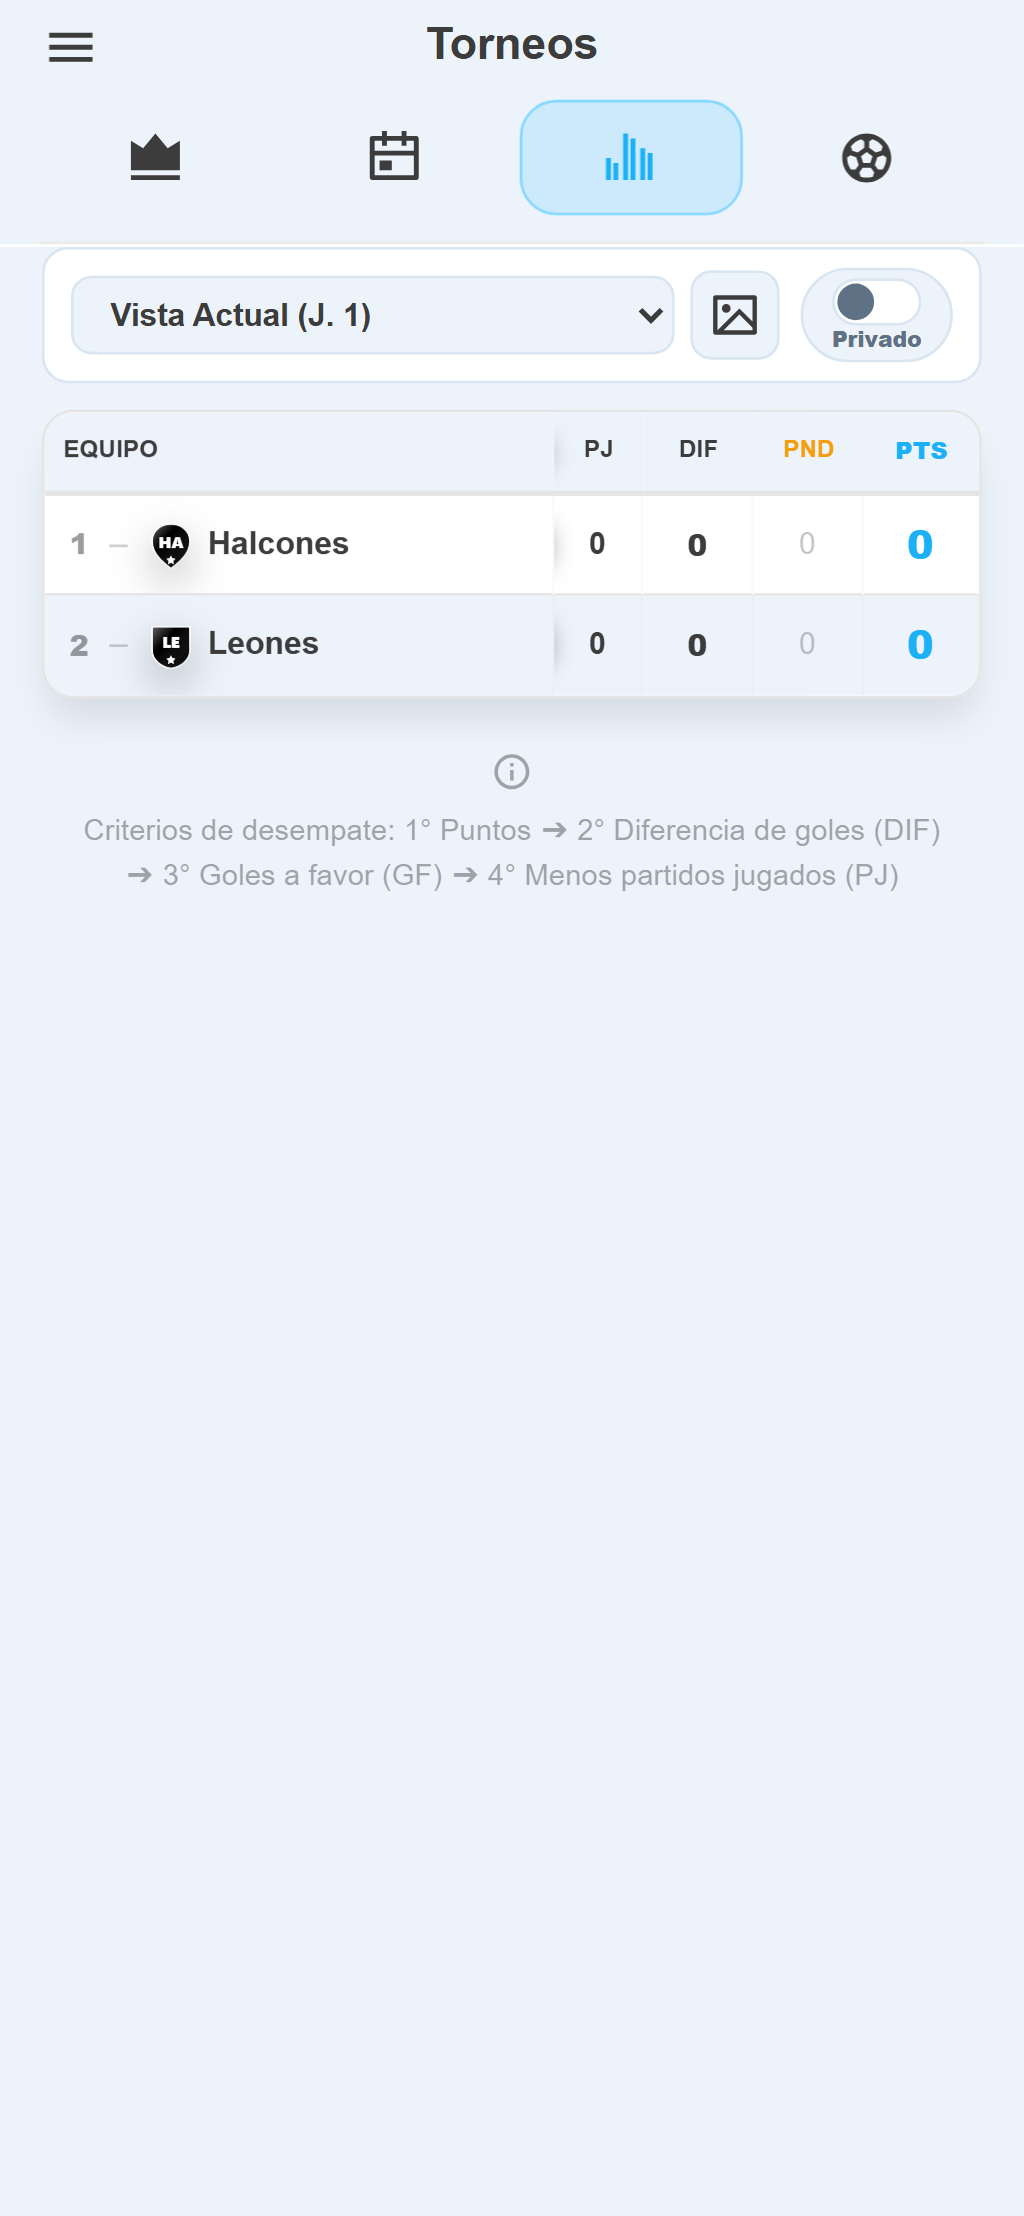 Torneos
Vista Actual (J. 1)
Privado
EQUIPO PJ DIF PND PTS
1 – HA Halcones 0 0 0 0
2 – LE Leones 0 0 0 0
Criterios de desempate: 1° Puntos ➔ 2° Diferencia de goles (DIF)
➔ 3° Goles a favor (GF) ➔ 4° Menos partidos jugados (PJ)